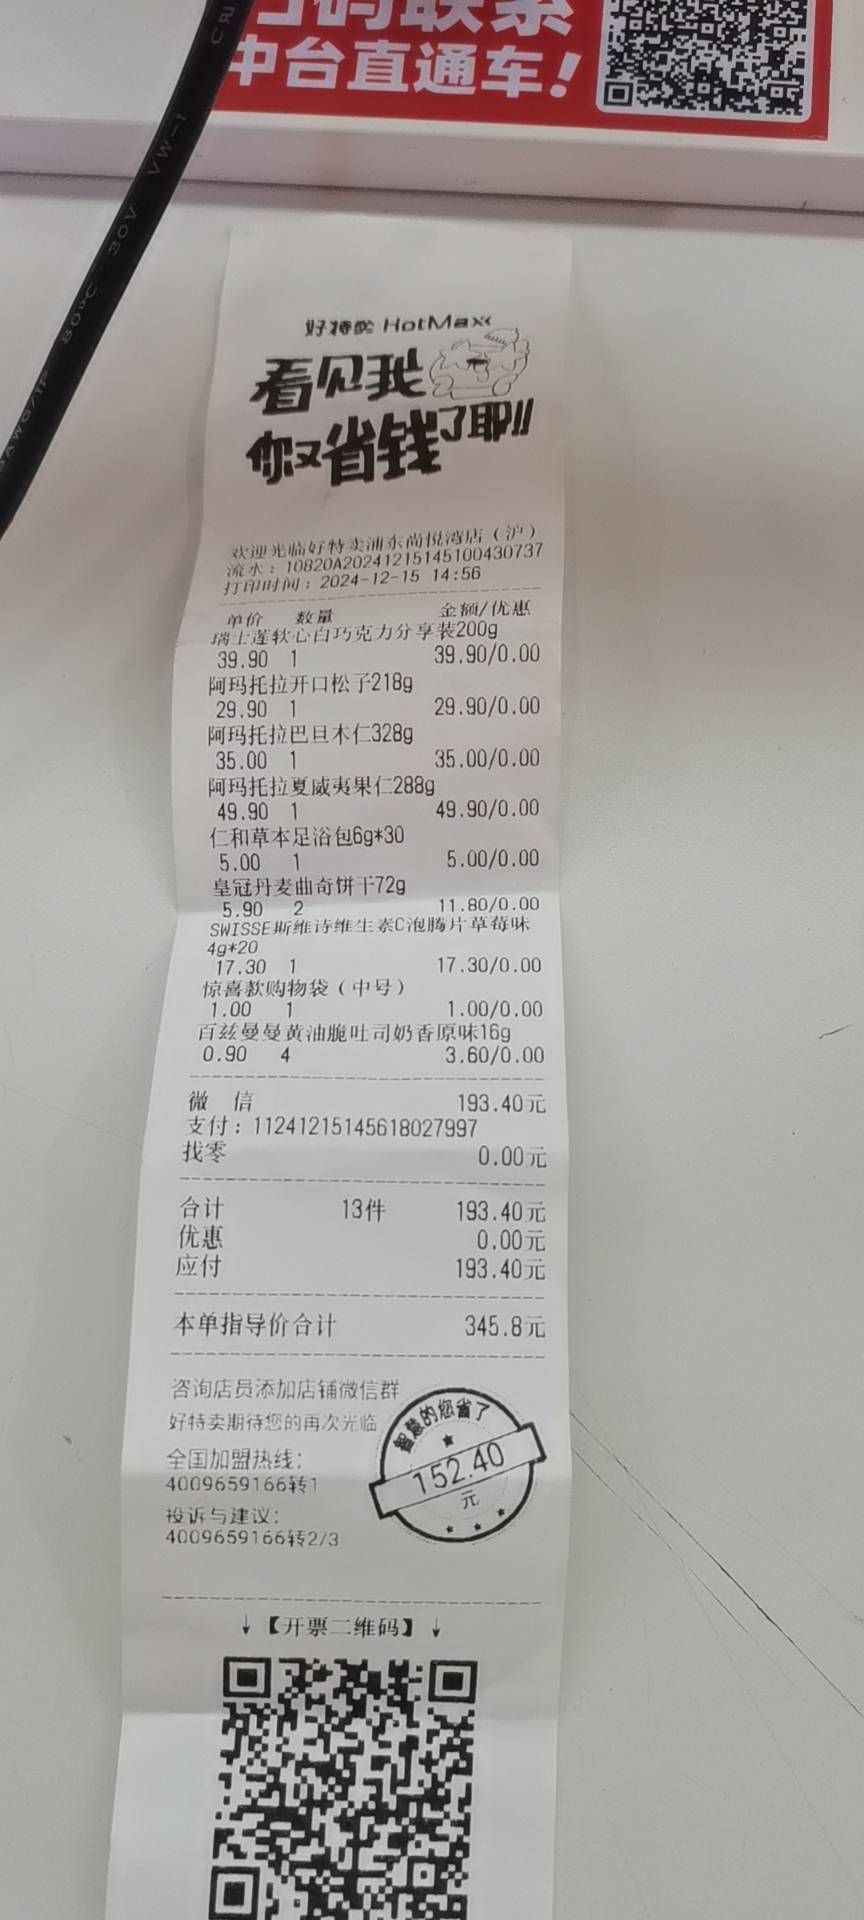 扫码联系
中台直通车!
VW-1
30V
80°C
好特卖 HotMaxx
看见我
你又省钱了耶!!
欢迎光临好特卖浦东尚悦湾店（沪）
流水：10820A20241215145100430737
打印时间：2024-12-15 14:56
单价 数量 金额/优惠
瑞士莲软心白巧克力分享装200g
39.90 1 39.90/0.00
阿玛托拉开口松子218g
29.90 1 29.90/0.00
阿玛托拉巴旦木仁328g
35.00 1 35.00/0.00
阿玛托拉夏威夷果仁288g
49.90 1 49.90/0.00
仁和草本足浴包6g*30
5.00 1 5.00/0.00
皇冠丹麦曲奇饼干72g
5.90 2 11.80/0.00
SWISSE斯维诗维生素C泡腾片草莓味
4g*20
17.30 1 17.30/0.00
惊喜款购物袋（中号）
1.00 1 1.00/0.00
百兹曼曼黄油脆吐司奶香原味16g
0.90 4 3.60/0.00
微 信 193.40元
支付：11241215145618027997
找零 0.00元
合计 13件 193.40元
优惠 0.00元
应付 193.40元
本单指导价合计 345.8元
咨询店员添加店铺微信群
好特卖期待您的再次光临
全国加盟热线：
4009659166转1
投诉与建议：
4009659166转2/3
智慧的您省了
152.40
元
↓【开票二维码】↓